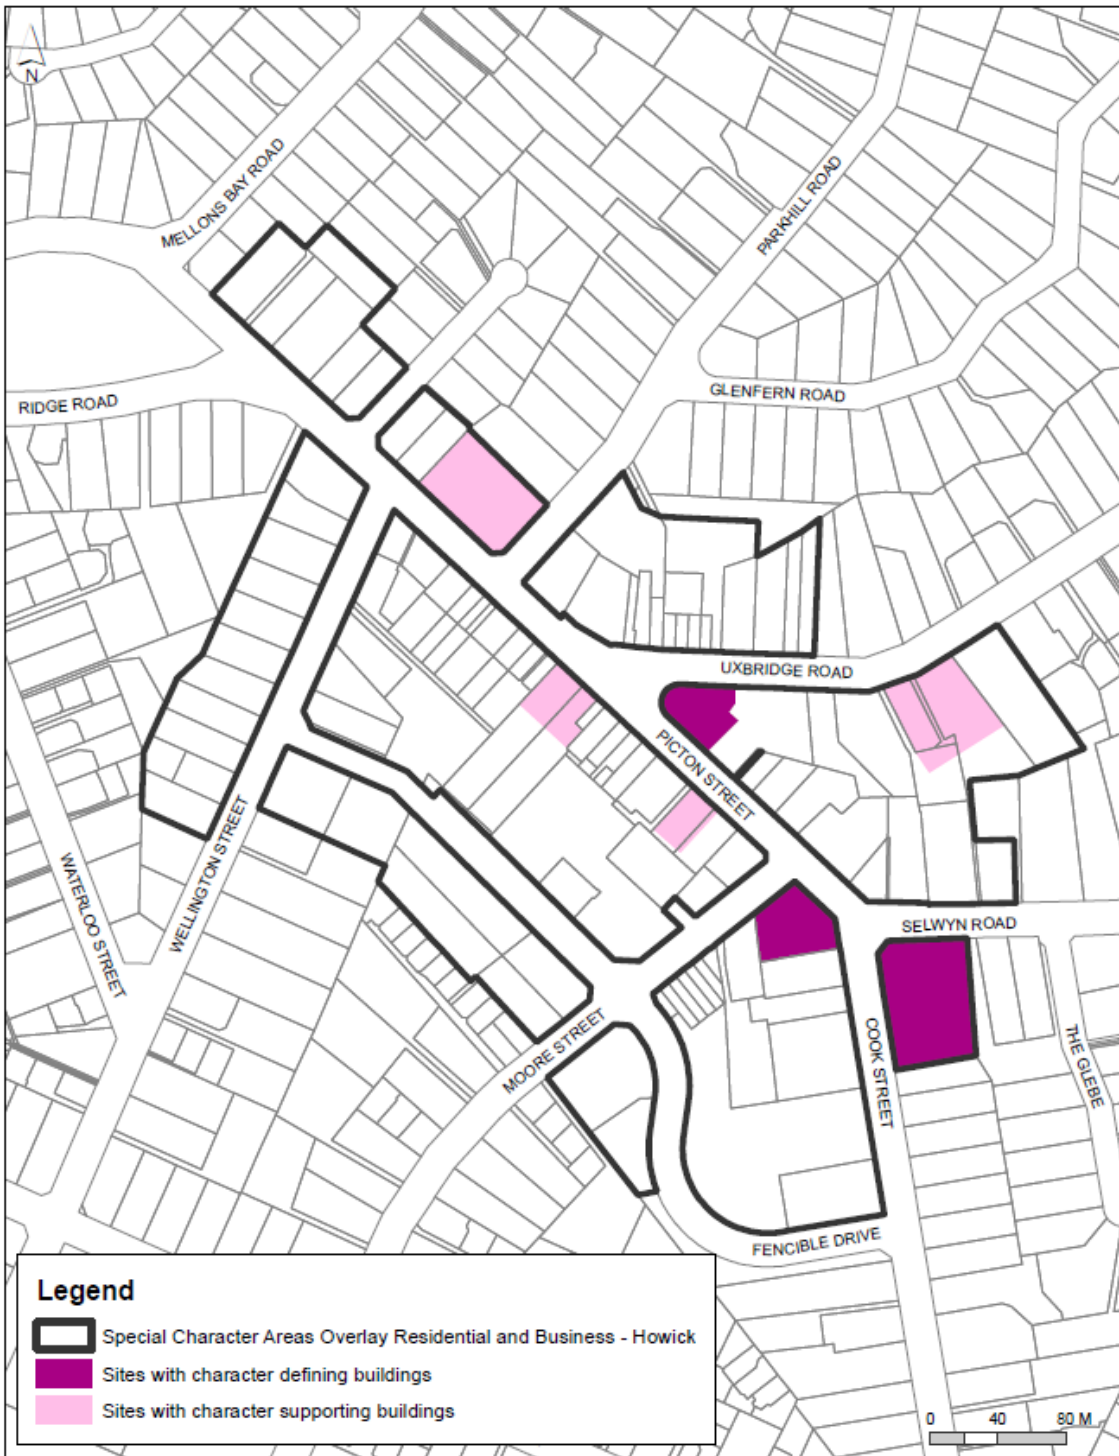 N
MELLONS BAY ROAD
PARKHILL ROAD
GLENFERN ROAD
RIDGE ROAD
UXBRIDGE ROAD
PICTON STREET
WATERLOO STREET
WELLINGTON STREET
SELWYN ROAD
MOORE STREET
COOK STREET
THE GLEBE
FENCIBLE DRIVE
Legend
Special Character Areas Overlay Residential and Business - Howick
Sites with character defining buildings
Sites with character supporting buildings
0 40 80 M